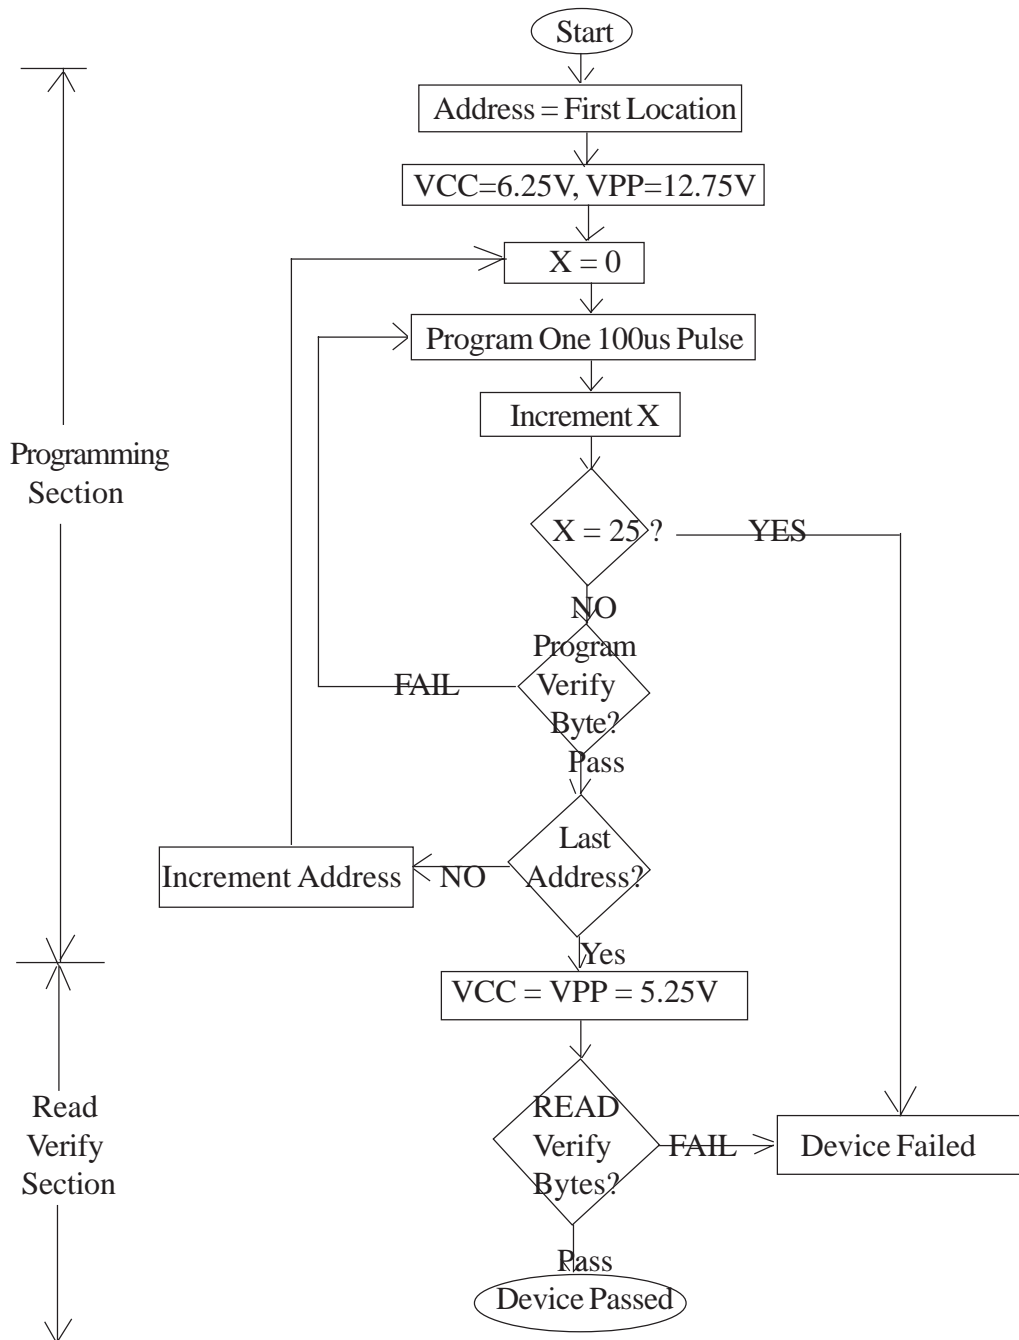 Start
Address = First Location
VCC=6.25V, VPP=12.75V
X = 0
Program One 100us Pulse
Increment X
Programming
Section
X = 25 ?
YES
NO
Program
Verify
Byte?
FAIL
Pass
Last
Address?
NO
Increment Address
Yes
VCC = VPP = 5.25V
Read
Verify
Section
READ
Verify
Bytes?
FAIL
Device Failed
Pass
Device Passed